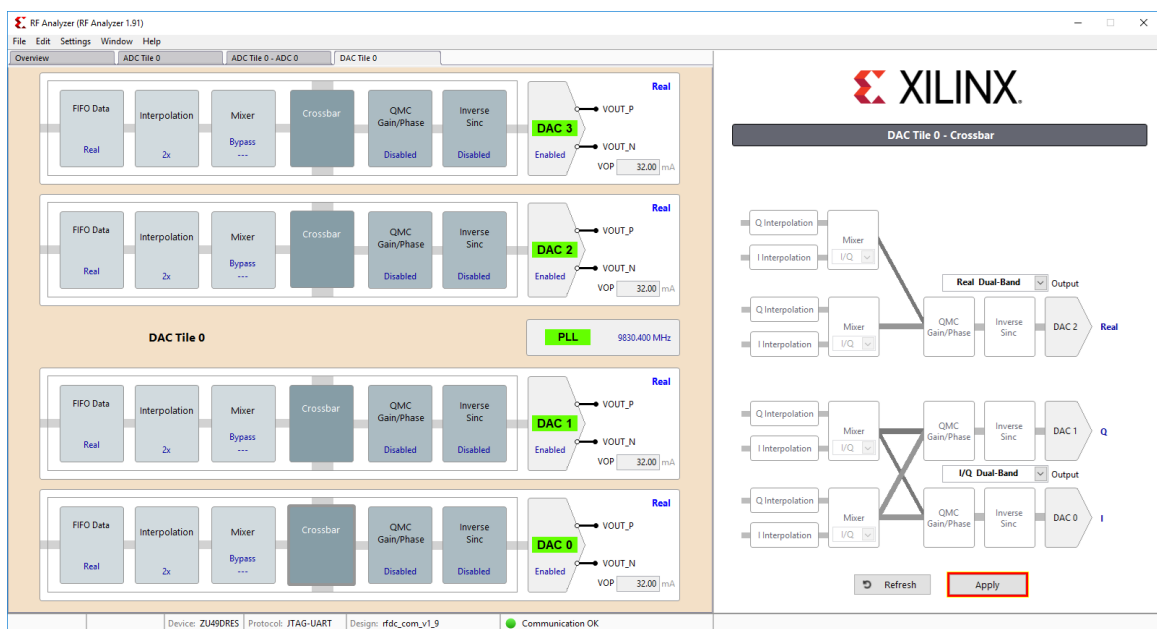 RF Analyzer (RF Analyzer 1.91)
File Edit Settings Window Help
Overview ADC Tile 0 ADC Tile 0 - ADC 0 DAC Tile 0
Real
FIFO Data Interpolation Mixer Crossbar QMC Gain/Phase Inverse Sinc VOUT_P
DAC 3
Real 2x Bypass --- Disabled Disabled Enabled VOUT_N
VOP 32.00 mA
Real
FIFO Data Interpolation Mixer Crossbar QMC Gain/Phase Inverse Sinc VOUT_P
DAC 2
Real 2x Bypass --- Disabled Disabled Enabled VOUT_N
VOP 32.00 mA
DAC Tile 0 PLL 9830.400 MHz
Real
FIFO Data Interpolation Mixer Crossbar QMC Gain/Phase Inverse Sinc VOUT_P
DAC 1
Real 2x Bypass --- Disabled Disabled Enabled VOUT_N
VOP 32.00 mA
Real
FIFO Data Interpolation Mixer Crossbar QMC Gain/Phase Inverse Sinc VOUT_P
DAC 0
Real 2x Bypass --- Disabled Disabled Enabled VOUT_N
VOP 32.00 mA
XILINX.
DAC Tile 0 - Crossbar
Q Interpolation
Mixer
I Interpolation I/Q
Real Dual-Band Output
Q Interpolation
Mixer QMC Gain/Phase Inverse Sinc DAC 2 Real
I Interpolation I/Q
Q Interpolation
Mixer QMC Gain/Phase Inverse Sinc DAC 1 Q
I Interpolation I/Q
I/Q Dual-Band Output
Q Interpolation
Mixer QMC Gain/Phase Inverse Sinc DAC 0 I
I Interpolation I/Q
Refresh Apply
Device: ZU49DRES Protocol: JTAG-UART Design: rfdc_com_v1_9 Communication OK